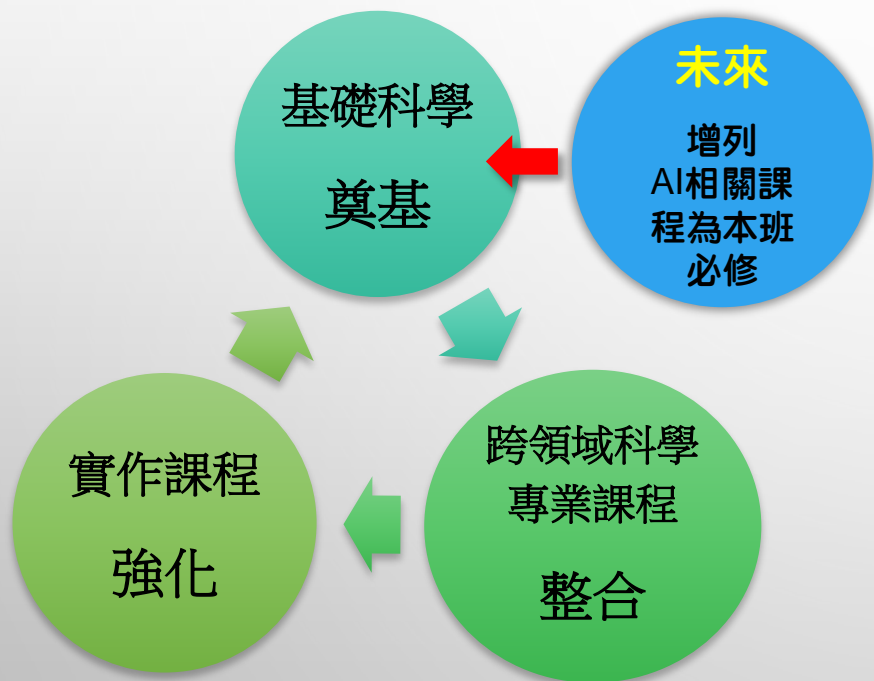 基礎科學
奠基
未來
增列
AI相關課
程為本班
必修
跨領域科學
專業課程
整合
實作課程
強化